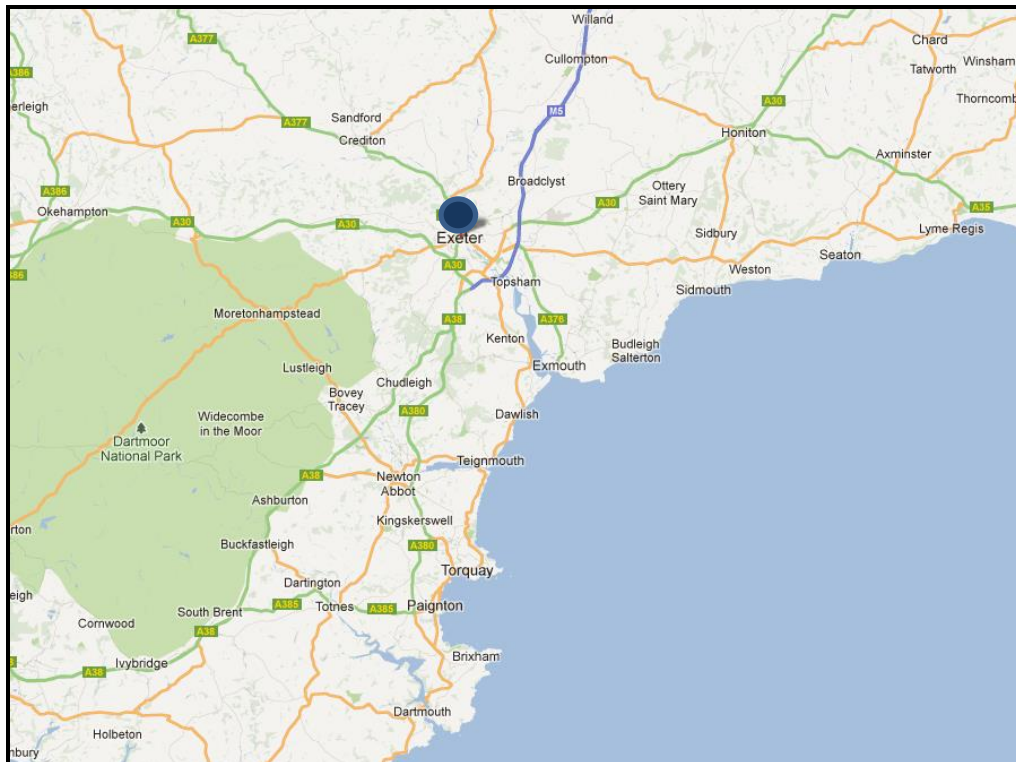 Willand
A377
Chard
Cullompton
Winsham
Tatworth
A386
Thorncomb
A30
erleigh
M5
Sandford
A377
Honiton
Crediton
Axminster
Broadclyst
Ottery
Saint Mary
A386
A30
A35
Okehampton
A30
A30
Lyme Regis
Sidbury
Exeter
Seaton
A30
Weston
86
Topsham
Sidmouth
Moretonhampstead
A38
A376
Kenton
Budleigh
Salterton
Lustleigh
Exmouth
Chudleigh
Bovey
Tracey
A380
Dawlish
Widecombe
in the Moor
Dartmoor
National Park
Teignmouth
A38
Newton
Abbot
Ashburton
Kingskerswell
rton
Buckfastleigh
A380
Torquay
Dartington
eigh
A385
A385
Totnes
Paignton
South Brent
Cornwood
A38
Brixham
Ivybridge
A38
Dartmouth
Holbeton
nbury